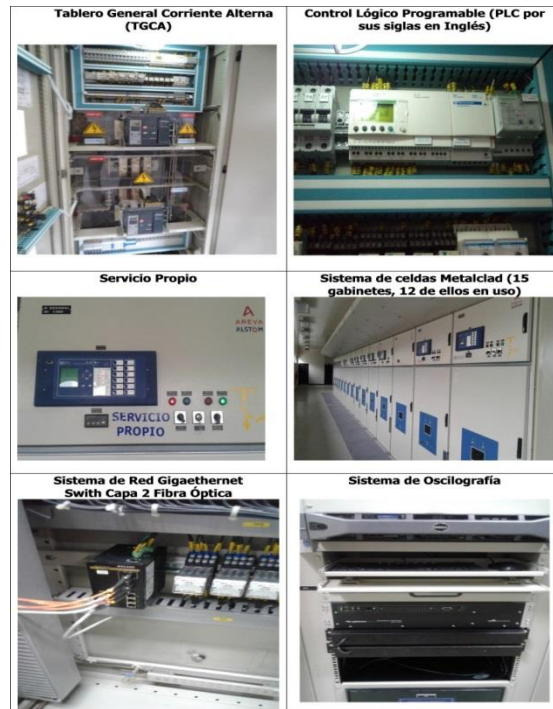 Tablero General Corriente Alterna
(TGCA)
Control Lógico Programable (PLC por
sus siglas en Inglés)
Servicio Propio
Sistema de celdas Metalclad (15
gabinetes, 12 de ellos en uso)
AREVA
ALSTOM
SERVICIO
PROPIO
Sistema de Red Gigaethernet
Swith Capa 2 Fibra Óptica
Sistema de Oscilografía